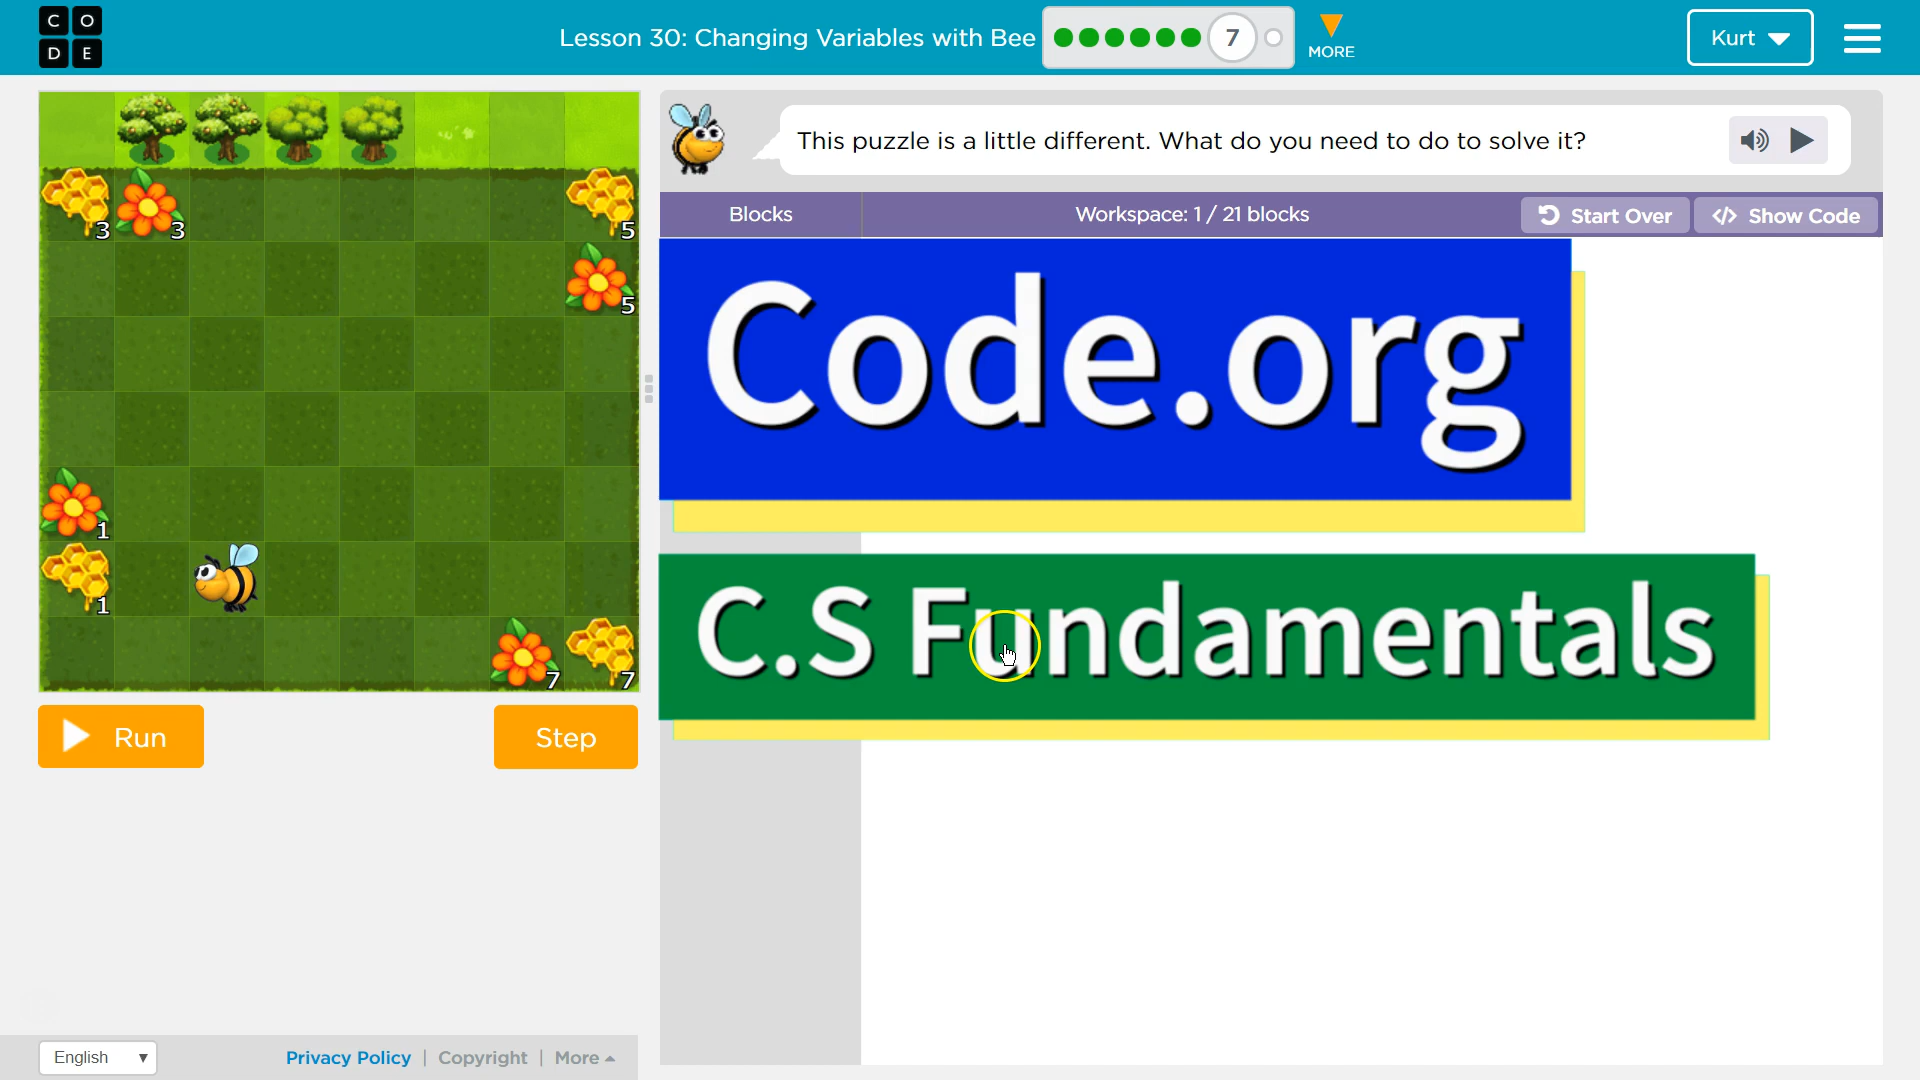 CODE
Lesson 30: Changing Variables with Bee
7
MORE
Kurt
This puzzle is a little different. What do you need to do to solve it?
Blocks
Workspace: 1 / 21 blocks
Start Over
</> Show Code
3
3
5
5
1
1
7
7
Code.org
C.S Fundamentals
Run
Step
English
Privacy Policy | Copyright | More